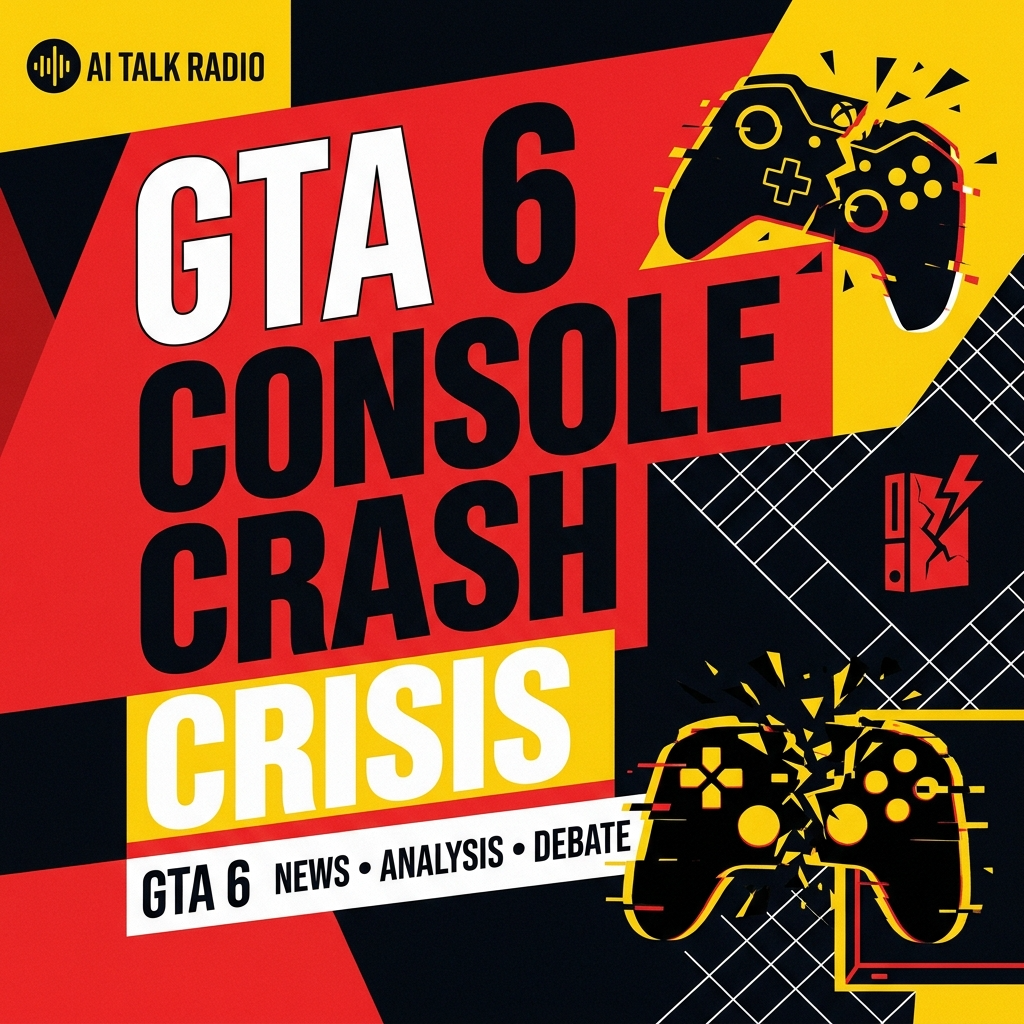 AI TALK RADIO
GTA 6
CONSOLE
CRASH
CRISIS
GTA 6 NEWS • ANALYSIS • DEBATE